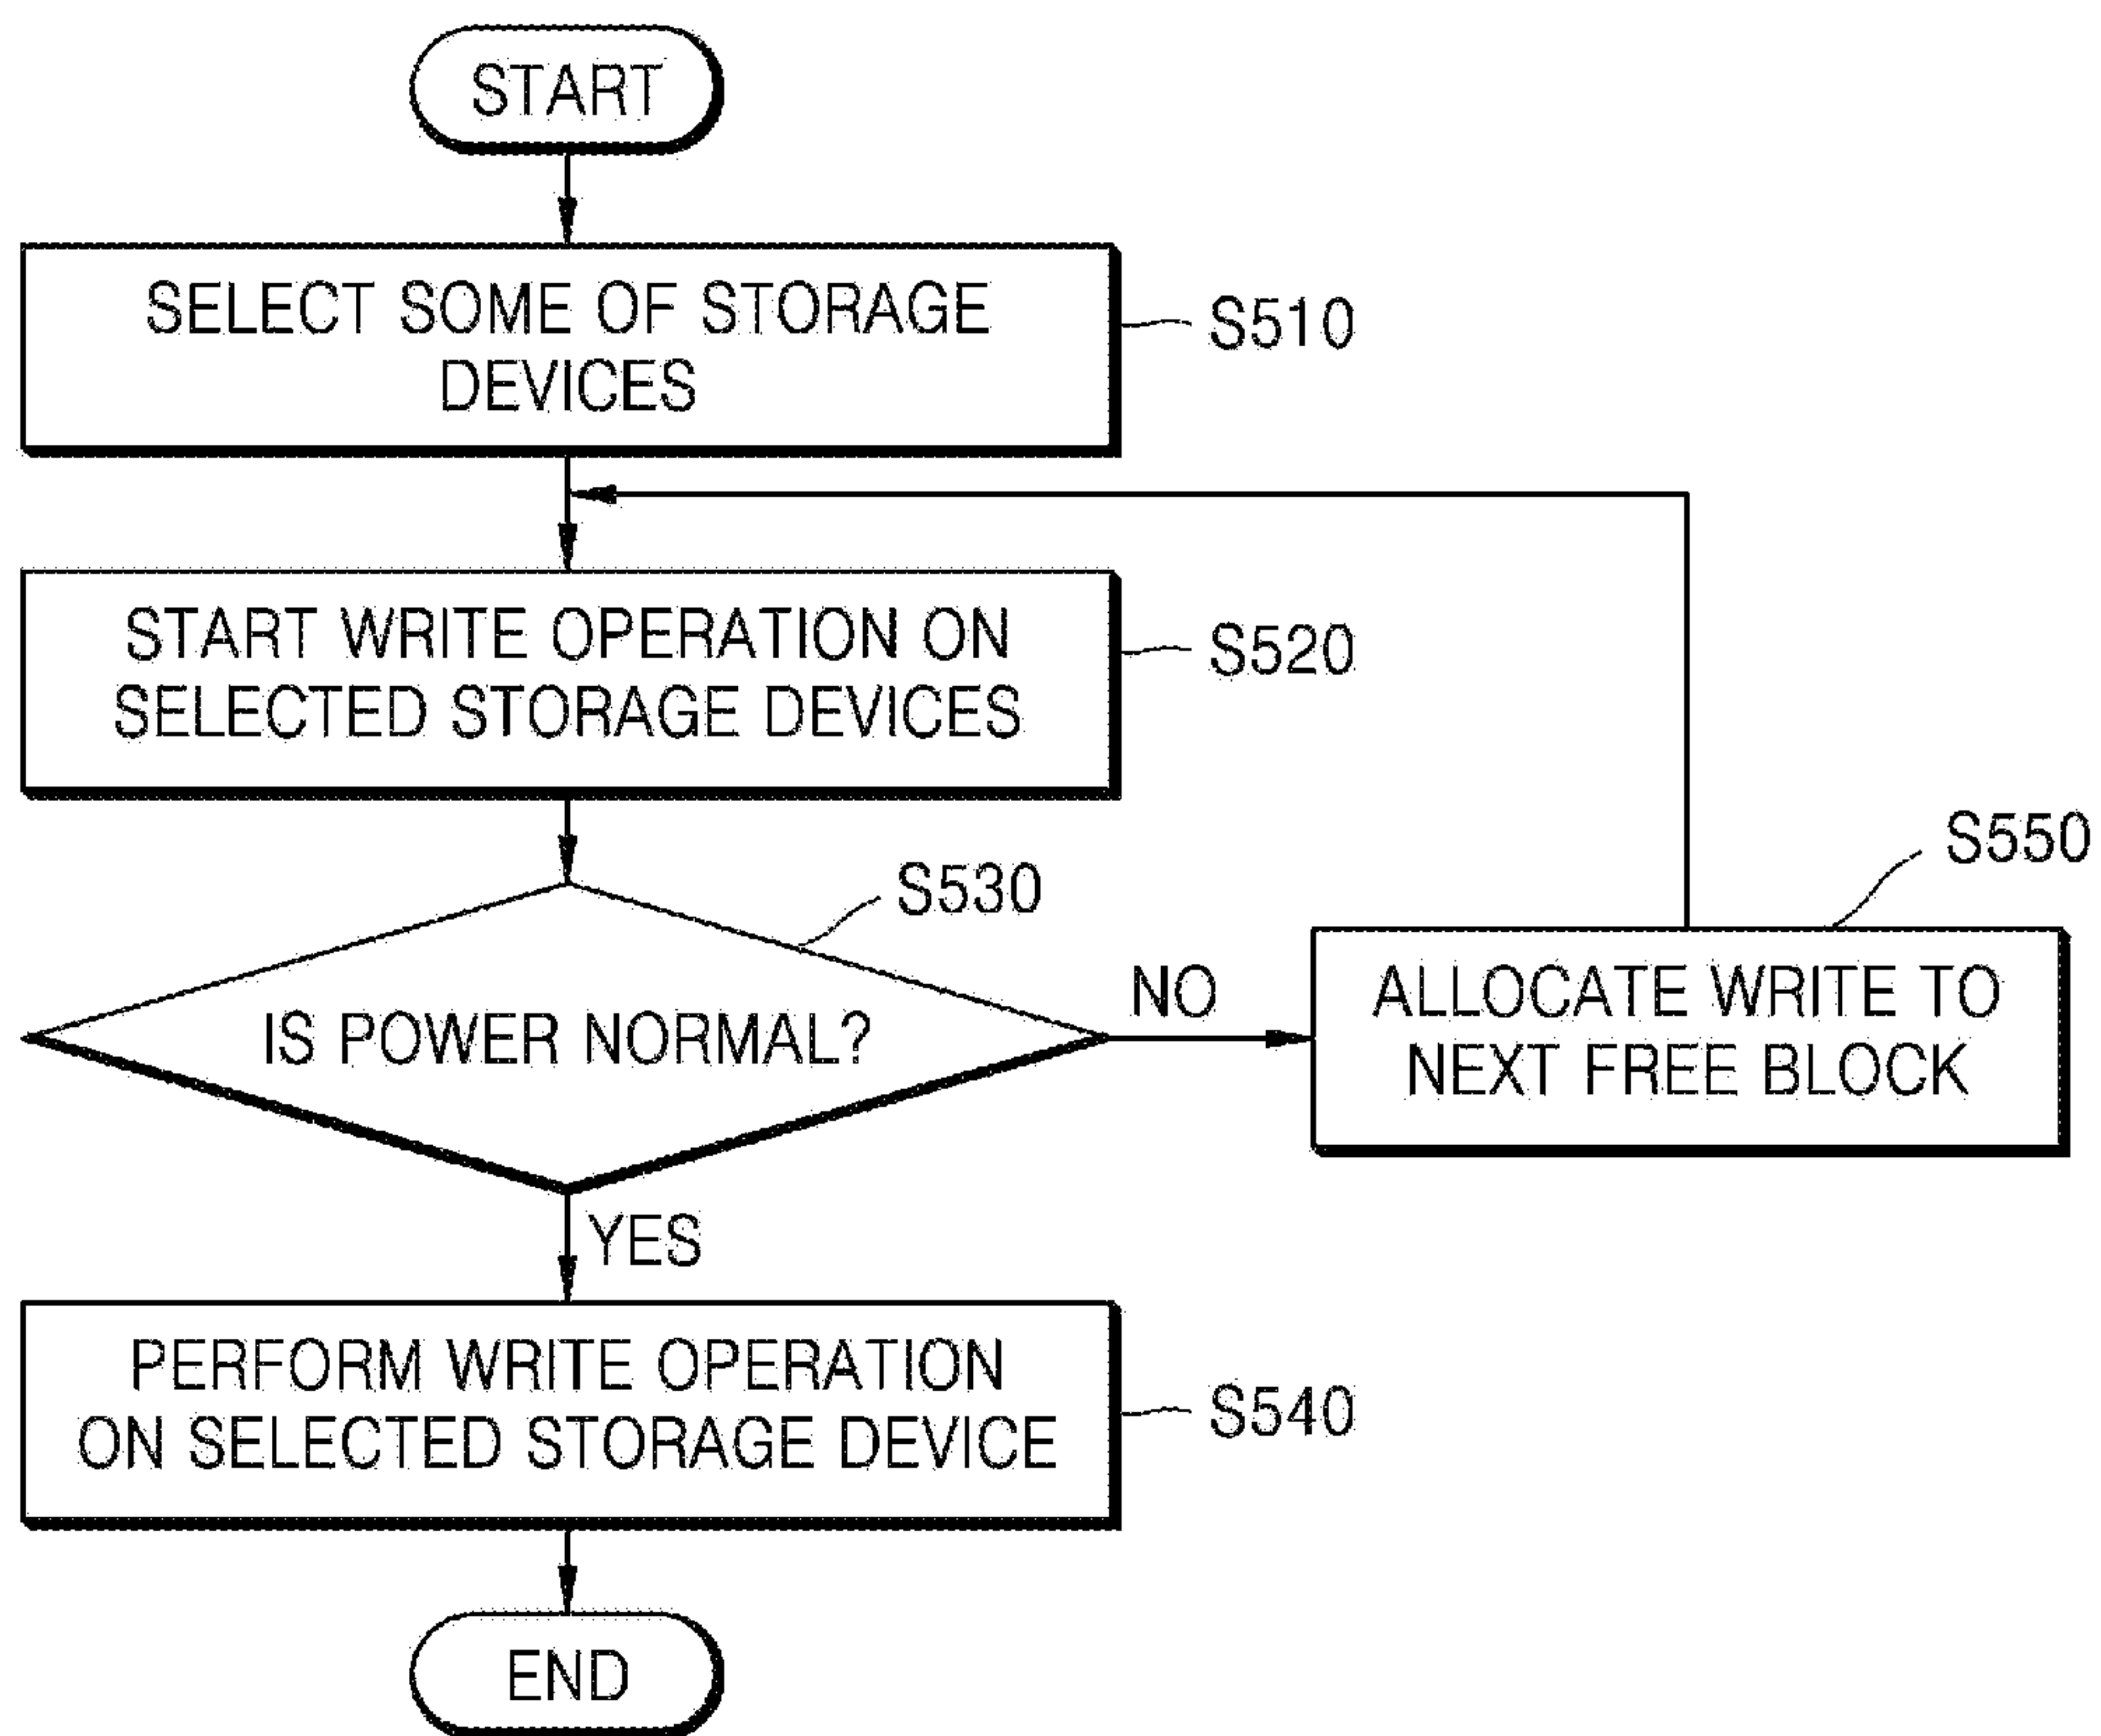 START
SELECT SOME OF STORAGE
DEVICES
S510
START WRITE OPERATION ON
SELECTED STORAGE DEVICES
S520
S530
IS POWER NORMAL?
NO
S550
ALLOCATE WRITE TO
NEXT FREE BLOCK
YES
PERFORM WRITE OPERATION
ON SELECTED STORAGE DEVICE
S540
END